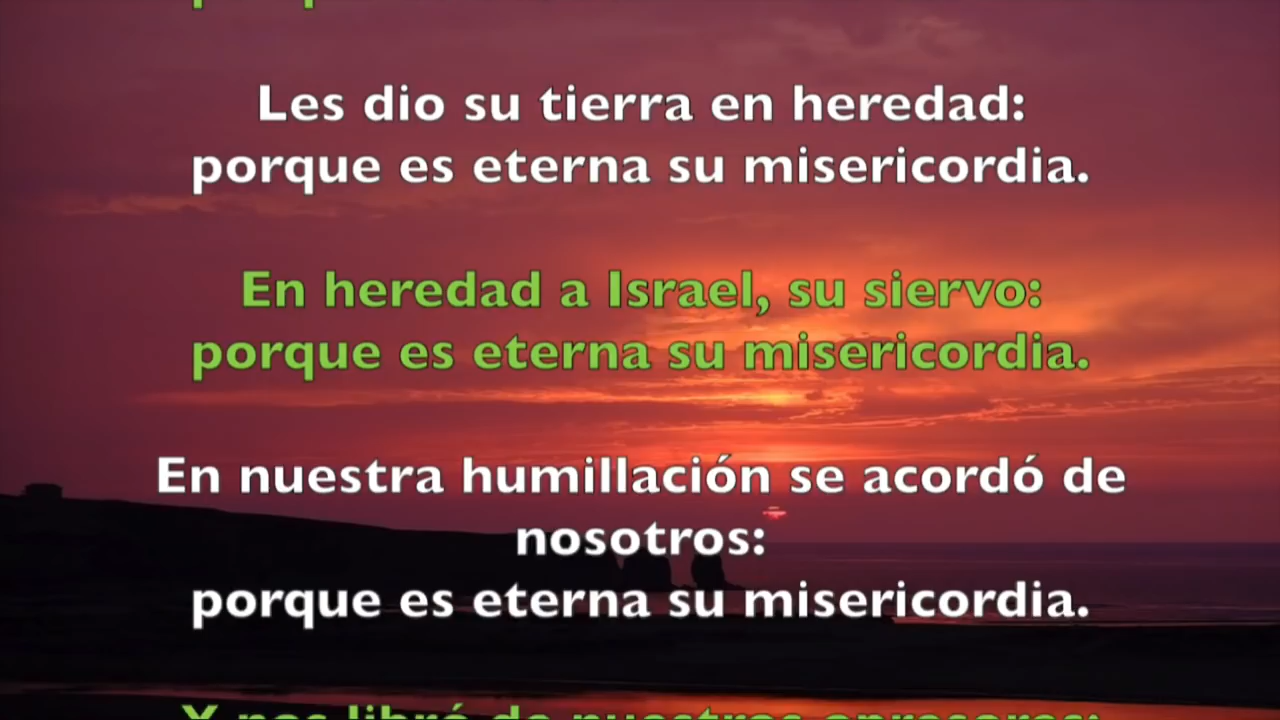 Les dio su tierra en heredad:
porque es eterna su misericordia.
En heredad a Israel, su siervo:
porque es eterna su misericordia.
En nuestra humillación se acordó de
nosotros:
porque es eterna su misericordia.
Y nos libró de nuestros opresores: